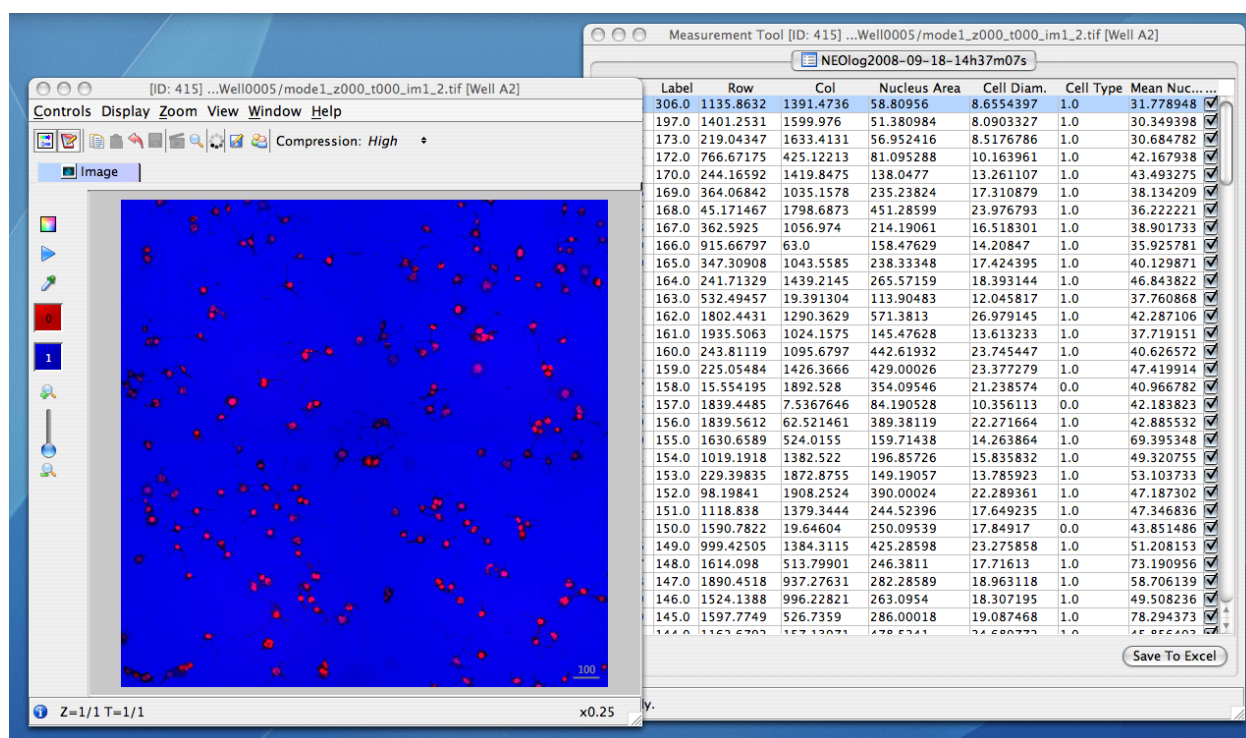 [ID: 415] ...Well0005/mode1_z000_t000_im1_2.tif [Well A2]
Controls Display Zoom View Window Help
Compression: High
Image
0
1
100
Z=1/1 T=1/1
x0.25
Measurement Tool [ID: 415] ...Well0005/mode1_z000_t000_im1_2.tif [Well A2]
NEOlog2008-09-18-14h37m07s
Label Row Col Nucleus Area Cell Diam. Cell Type Mean Nuc... ...
306.0 1135.8632 1391.4736 58.80956 8.6554397 1.0 31.778948
197.0 1401.2531 1599.976 51.380984 8.0903327 1.0 30.349398
173.0 219.04347 1633.4131 56.952416 8.5176786 1.0 30.684782
172.0 766.67175 425.12213 81.095288 10.163961 1.0 42.167938
170.0 244.16592 1419.8475 138.0477 13.261107 1.0 43.493275
169.0 364.06842 1035.1578 235.23824 17.310879 1.0 38.134209
168.0 45.171467 1798.6873 451.28599 23.976793 1.0 36.222221
167.0 362.5925 1056.974 214.19061 16.518301 1.0 38.901733
166.0 915.66797 63.0 158.47629 14.20847 1.0 35.925781
165.0 347.30908 1043.5585 238.33348 17.424395 1.0 40.129871
164.0 241.71329 1439.2145 265.57159 18.393144 1.0 46.843822
163.0 532.49457 19.391304 113.90483 12.045817 1.0 37.760868
162.0 1802.4431 1290.3629 571.3813 26.979145 1.0 42.287106
161.0 1935.5063 1024.1575 145.47628 13.613233 1.0 37.719151
160.0 243.81119 1095.6797 442.61932 23.745447 1.0 40.626572
159.0 225.05484 1426.3666 429.00026 23.377279 1.0 47.419914
158.0 15.554195 1892.528 354.09546 21.238574 0.0 40.966782
157.0 1839.4485 7.5367646 84.190528 10.356113 0.0 42.183823
156.0 1839.5612 62.521461 389.38119 22.271664 1.0 42.885532
155.0 1630.6589 524.0155 159.71438 14.263864 1.0 69.395348
154.0 1019.1918 1382.522 196.85726 15.835832 1.0 49.320755
153.0 229.39835 1872.8755 149.19057 13.785923 1.0 53.103733
152.0 98.19841 1908.2524 390.00024 22.289361 1.0 47.187302
151.0 1118.838 1379.3444 244.52396 17.649235 1.0 47.346836
150.0 1590.7822 19.64604 250.09539 17.84917 0.0 43.851486
149.0 999.42505 1384.3115 425.28598 23.275858 1.0 51.208153
148.0 1614.098 513.79901 246.3811 17.71613 1.0 73.190956
147.0 1890.4518 937.27631 282.28589 18.963118 1.0 58.706139
146.0 1524.1388 996.22821 263.0954 18.307195 1.0 49.508236
145.0 1597.7749 526.7359 286.00018 19.087468 1.0 78.294373
Save To Excel